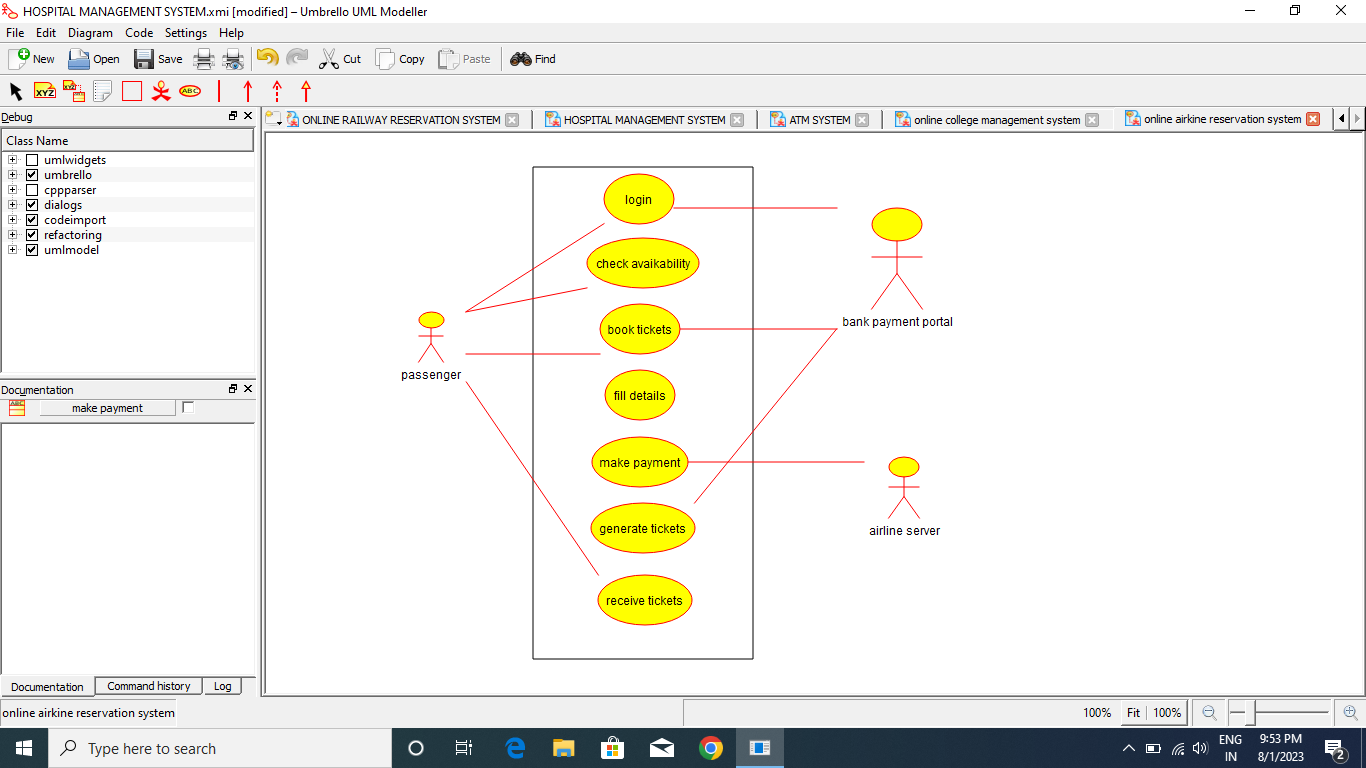 HOSPITAL MANAGEMENT SYSTEM.xmi [modified] – Umbrello UML Modeller
File Edit Diagram Code Settings Help
New Open Save Cut Copy Paste Find
XYZ XYZ ABC
Debug
ONLINE RAILWAY RESERVATION SYSTEM HOSPITAL MANAGEMENT SYSTEM ATM SYSTEM online college management system online airkine reservation system
Class Name
umlwidgets
umbrello
cppparser
dialogs
codeimport
refactoring
umlmodel
Documentation
ABC make payment
Documentation Command history Log
login
check avaikability
book tickets
fill details
make payment
generate tickets
receive tickets
passenger
bank payment portal
airline server
online airkine reservation system 100% Fit 100%
Type here to search
ENG
IN
9:53 PM
8/1/2023
2